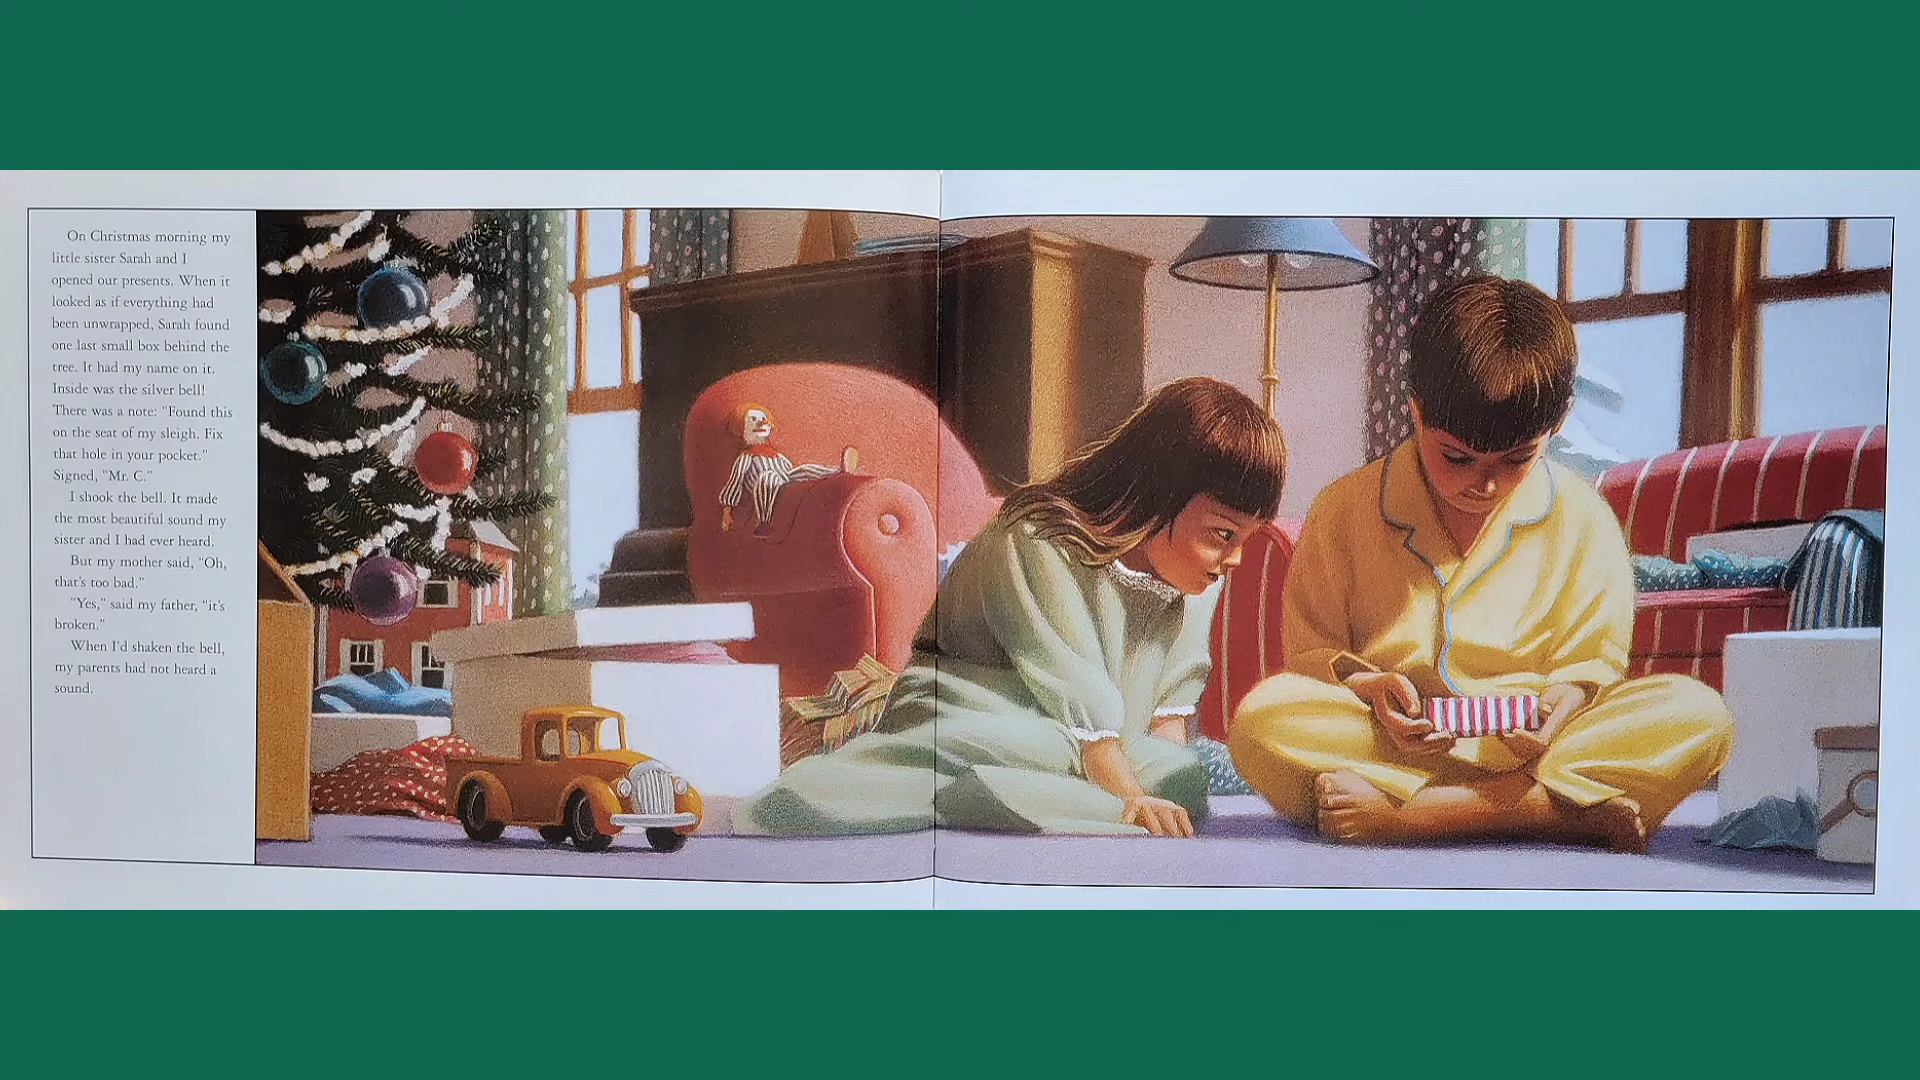 On Christmas morning my
little sister Sarah and I
opened our presents. When it
looked as if everything had
been unwrapped, Sarah found
one last small box behind the
tree. It had my name on it.
Inside was the silver bell!
There was a note: “Found this
on the seat of my sleigh. Fix
that hole in your pocket.”
Signed, “Mr. C.”
I shook the bell. It made
the most beautiful sound my
sister and I had ever heard.
But my mother said, “Oh,
that’s too bad.”
“Yes,” said my father, “it’s
broken.”
When I’d shaken the bell,
my parents had not heard a
sound.